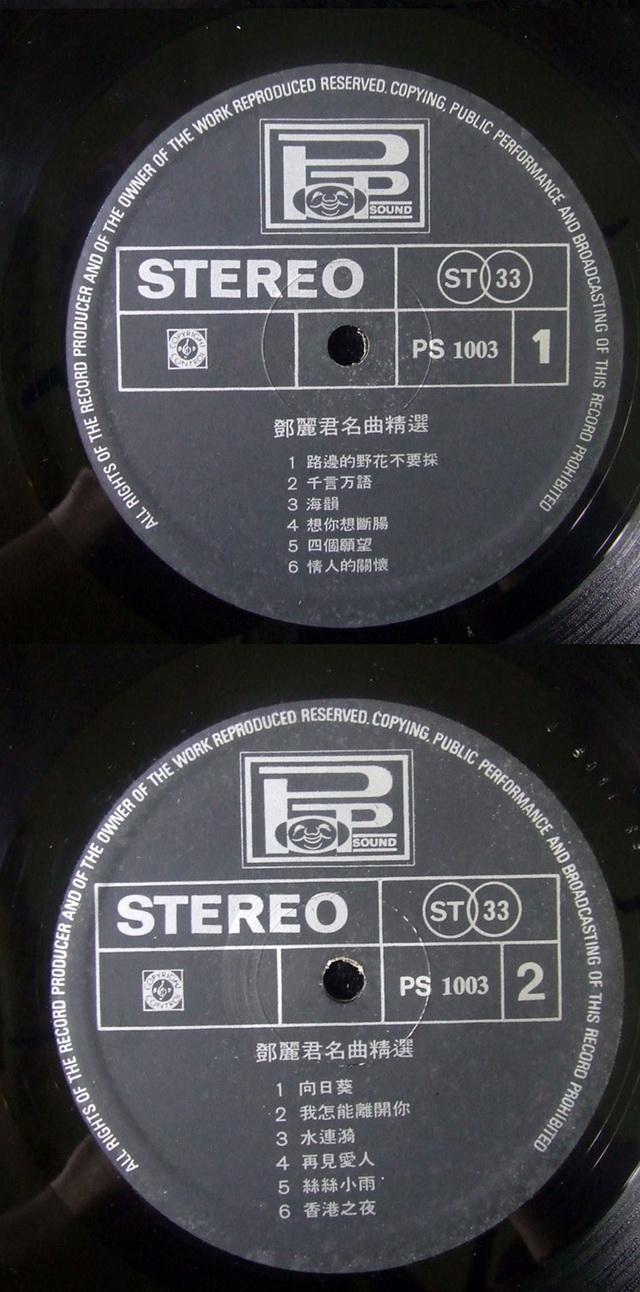 ALL RIGHTS OF THE RECORD PRODUCER AND OF THE OWNER OF THE WORK REPRODUCED RESERVED. COPYING, PUBLIC PERFORMANCE AND BROADCASTING OF THIS RECORD PROHIBITED
POP
SOUND
STEREO
ST 33
COPYRIGHT CONTROL
PS 1003
1
鄧麗君名曲精選
1 路邊的野花不要採
2 千言万語
3 海韻
4 想你想斷腸
5 四個願望
6 情人的關懷
ALL RIGHTS OF THE RECORD PRODUCER AND OF THE OWNER OF THE WORK REPRODUCED RESERVED. COPYING, PUBLIC PERFORMANCE AND BROADCASTING OF THIS RECORD PROHIBITED
POP
SOUND
STEREO
ST 33
COPYRIGHT CONTROL
PS 1003
2
鄧麗君名曲精選
1 向日葵
2 我怎能離開你
3 水連漪
4 再見愛人
5 絲絲小雨
6 香港之夜